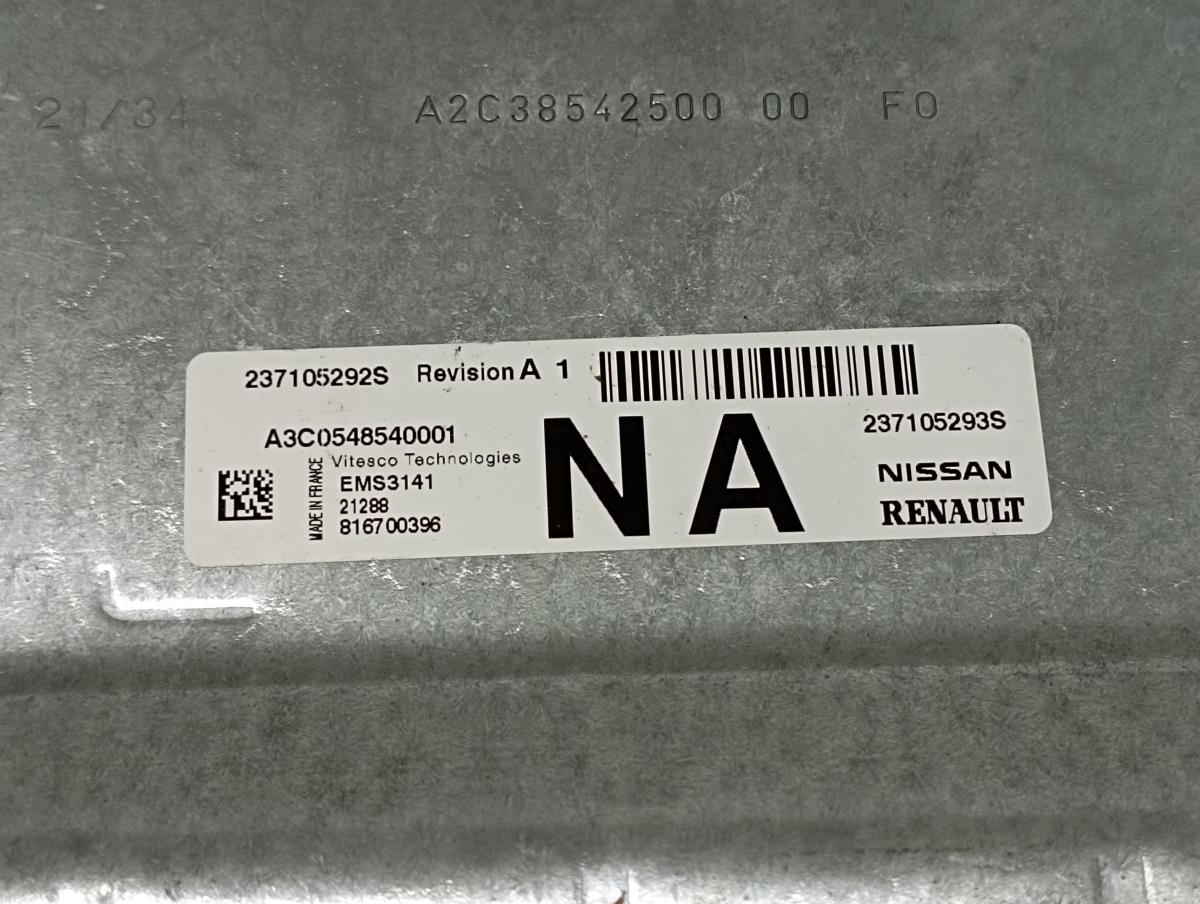 21/34 A2C38542500 00 F0
237105292S Revision A 1
A3C0548540001
NA
237105293S
MADE IN FRANCE
Vitesco Technologies
EMS3141
21288
816700396
NISSAN
RENAULT